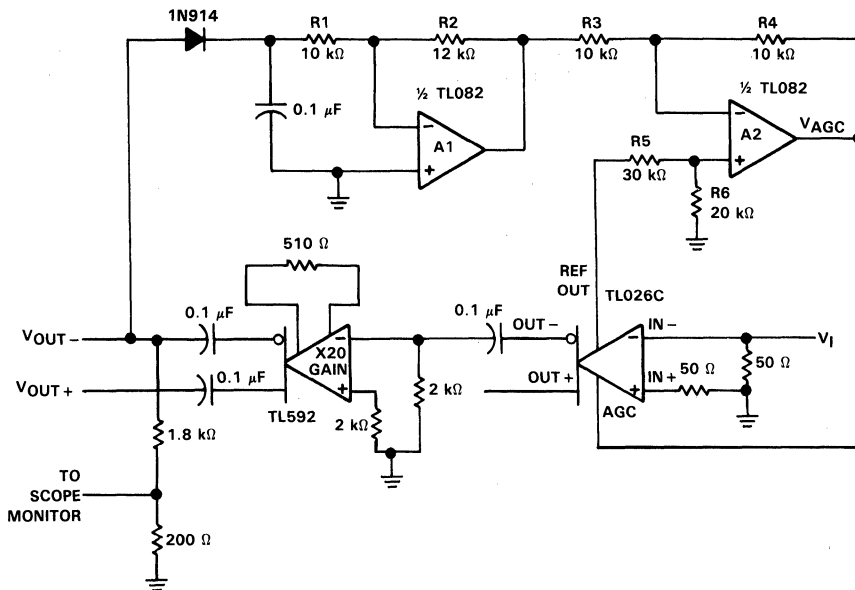 1N914
R1
10 kΩ
R2
12 kΩ
R3
10 kΩ
R4
10 kΩ
0.1 μF
½ TL082
−
A1
+
½ TL082
−
A2
+
VAGC
R5
30 kΩ
R6
20 kΩ
510 Ω
REF
OUT
TL026C
0.1 μF
0.1 μF
OUT−
IN−
VI
VOUT−
−
X20
GAIN
+
−
+
50 Ω
50 Ω
VOUT+
0.1 μF
OUT+
IN+
TL592
2 kΩ
2 kΩ
AGC
1.8 kΩ
TO
SCOPE
MONITOR
200 Ω